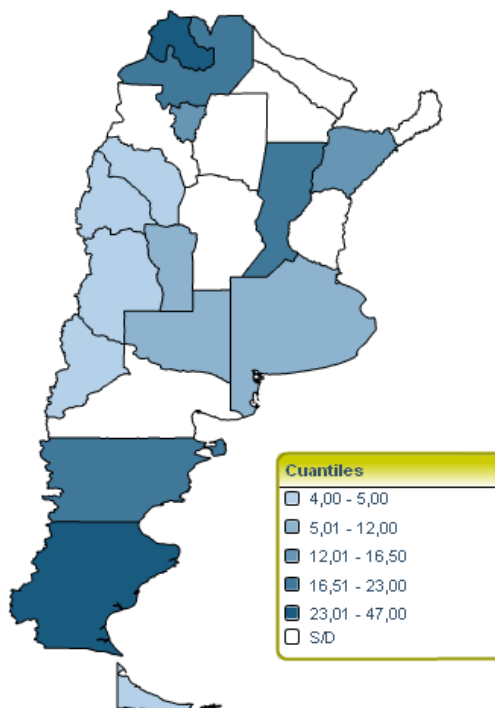 Cuantiles
4,00 - 5,00
5,01 - 12,00
12,01 - 16,50
16,51 - 23,00
23,01 - 47,00
S/D